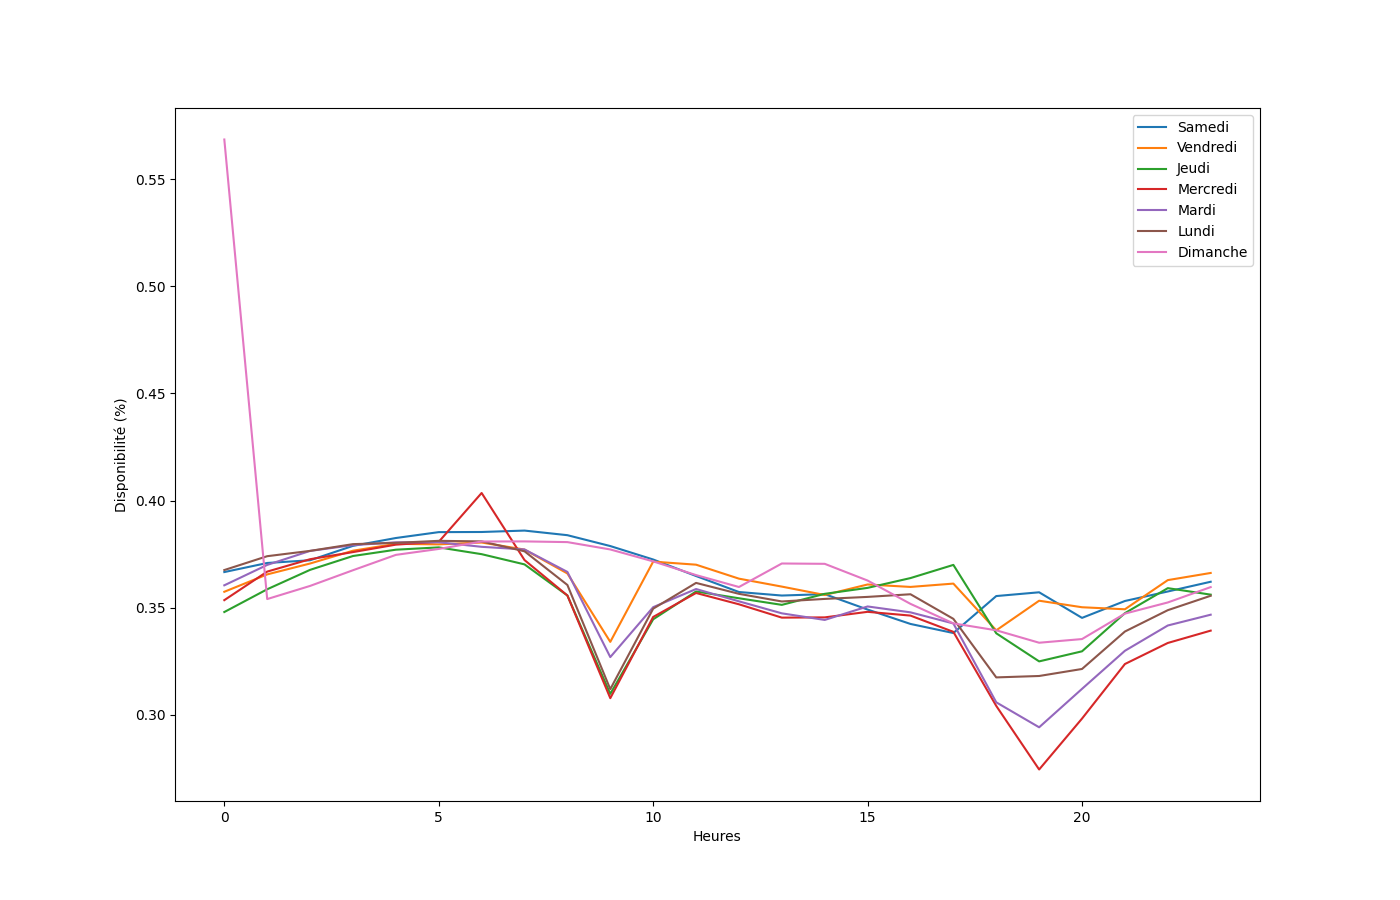 Disponibilité (%)
0.55
0.50
0.45
0.40
0.35
0.30
0
5
10
15
20
Heures
Samedi
Vendredi
Jeudi
Mercredi
Mardi
Lundi
Dimanche